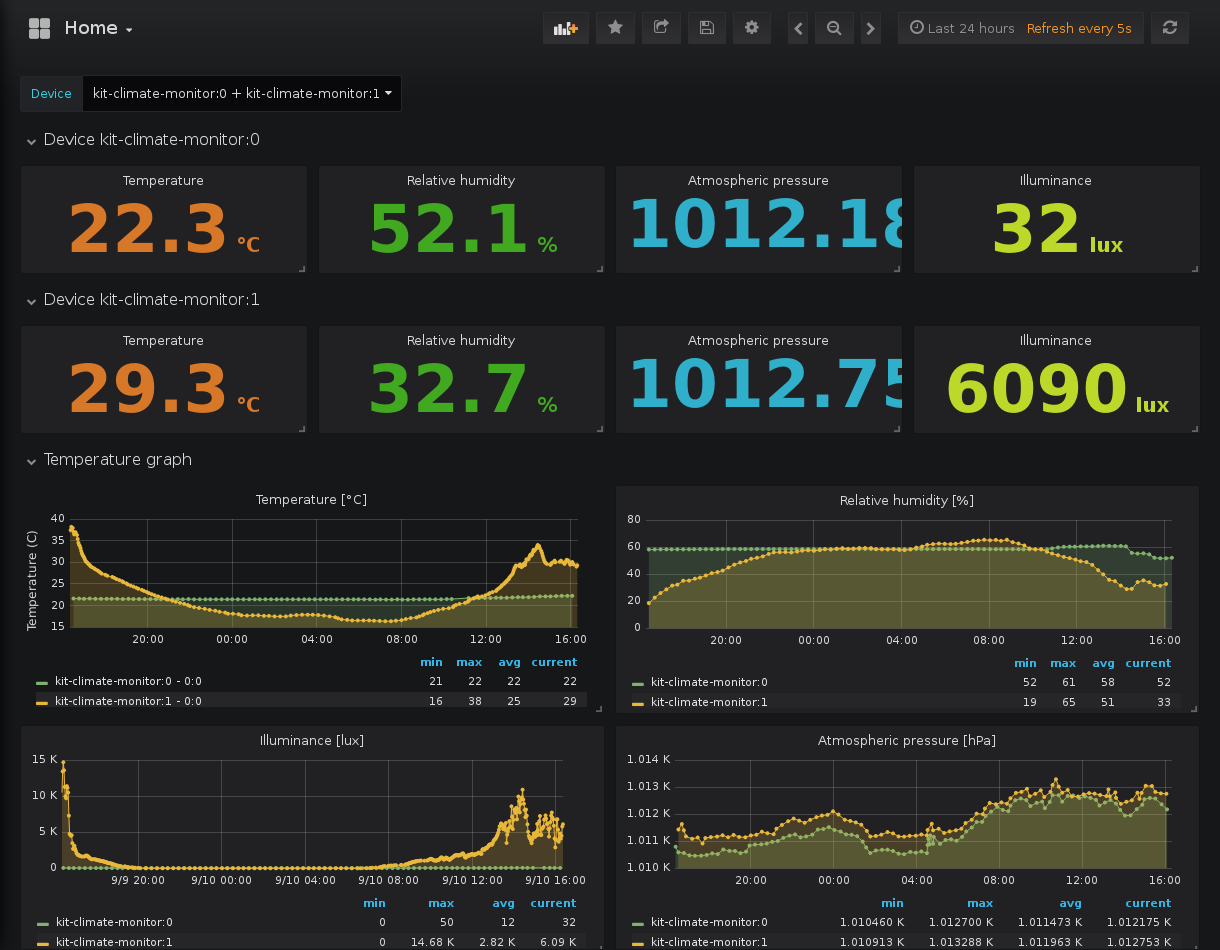 Home
Last 24 hours Refresh every 5s
Device kit-climate-monitor:0 + kit-climate-monitor:1
Device kit-climate-monitor:0
Temperature Relative humidity Atmospheric pressure Illuminance
22.3 °C 52.1 % 1012.18 32 lux
Device kit-climate-monitor:1
Temperature Relative humidity Atmospheric pressure Illuminance
29.3 °C 32.7 % 1012.75 6090 lux
Temperature graph
Temperature [°C]
Temperature (C)
40
35
30
25
20
15
20:00 00:00 04:00 08:00 12:00 16:00
min max avg current
kit-climate-monitor:0 - 0:0 21 22 22 22
kit-climate-monitor:1 - 0:0 16 38 25 29
Relative humidity [%]
80
60
40
20
0
20:00 00:00 04:00 08:00 12:00 16:00
min max avg current
kit-climate-monitor:0 52 61 58 52
kit-climate-monitor:1 19 65 51 33
Illuminance [lux]
15 K
10 K
5 K
0
9/9 20:00 9/10 00:00 9/10 04:00 9/10 08:00 9/10 12:00 9/10 16:00
min max avg current
kit-climate-monitor:0 0 50 12 32
kit-climate-monitor:1 0 14.68 K 2.82 K 6.09 K
Atmospheric pressure [hPa]
1.014 K
1.013 K
1.012 K
1.011 K
1.010 K
20:00 00:00 04:00 08:00 12:00 16:00
min max avg current
kit-climate-monitor:0 1.010460 K 1.012700 K 1.011473 K 1.012175 K
kit-climate-monitor:1 1.010913 K 1.013288 K 1.011963 K 1.012753 K